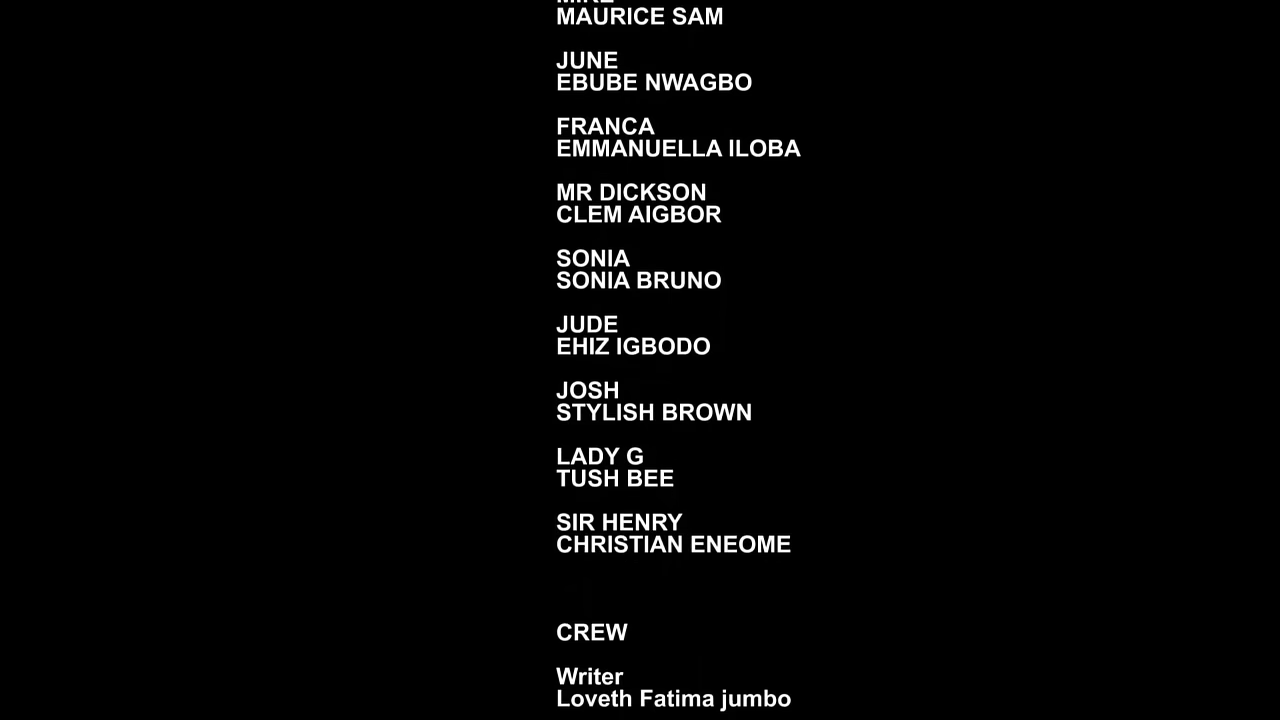 MAURICE SAM
JUNE
EBUBE NWAGBO
FRANCA
EMMANUELLA ILOBA
MR DICKSON
CLEM AIGBOR
SONIA
SONIA BRUNO
JUDE
EHIZ IGBODO
JOSH
STYLISH BROWN
LADY G
TUSH BEE
SIR HENRY
CHRISTIAN ENEOME
CREW
Writer
Loveth Fatima jumbo